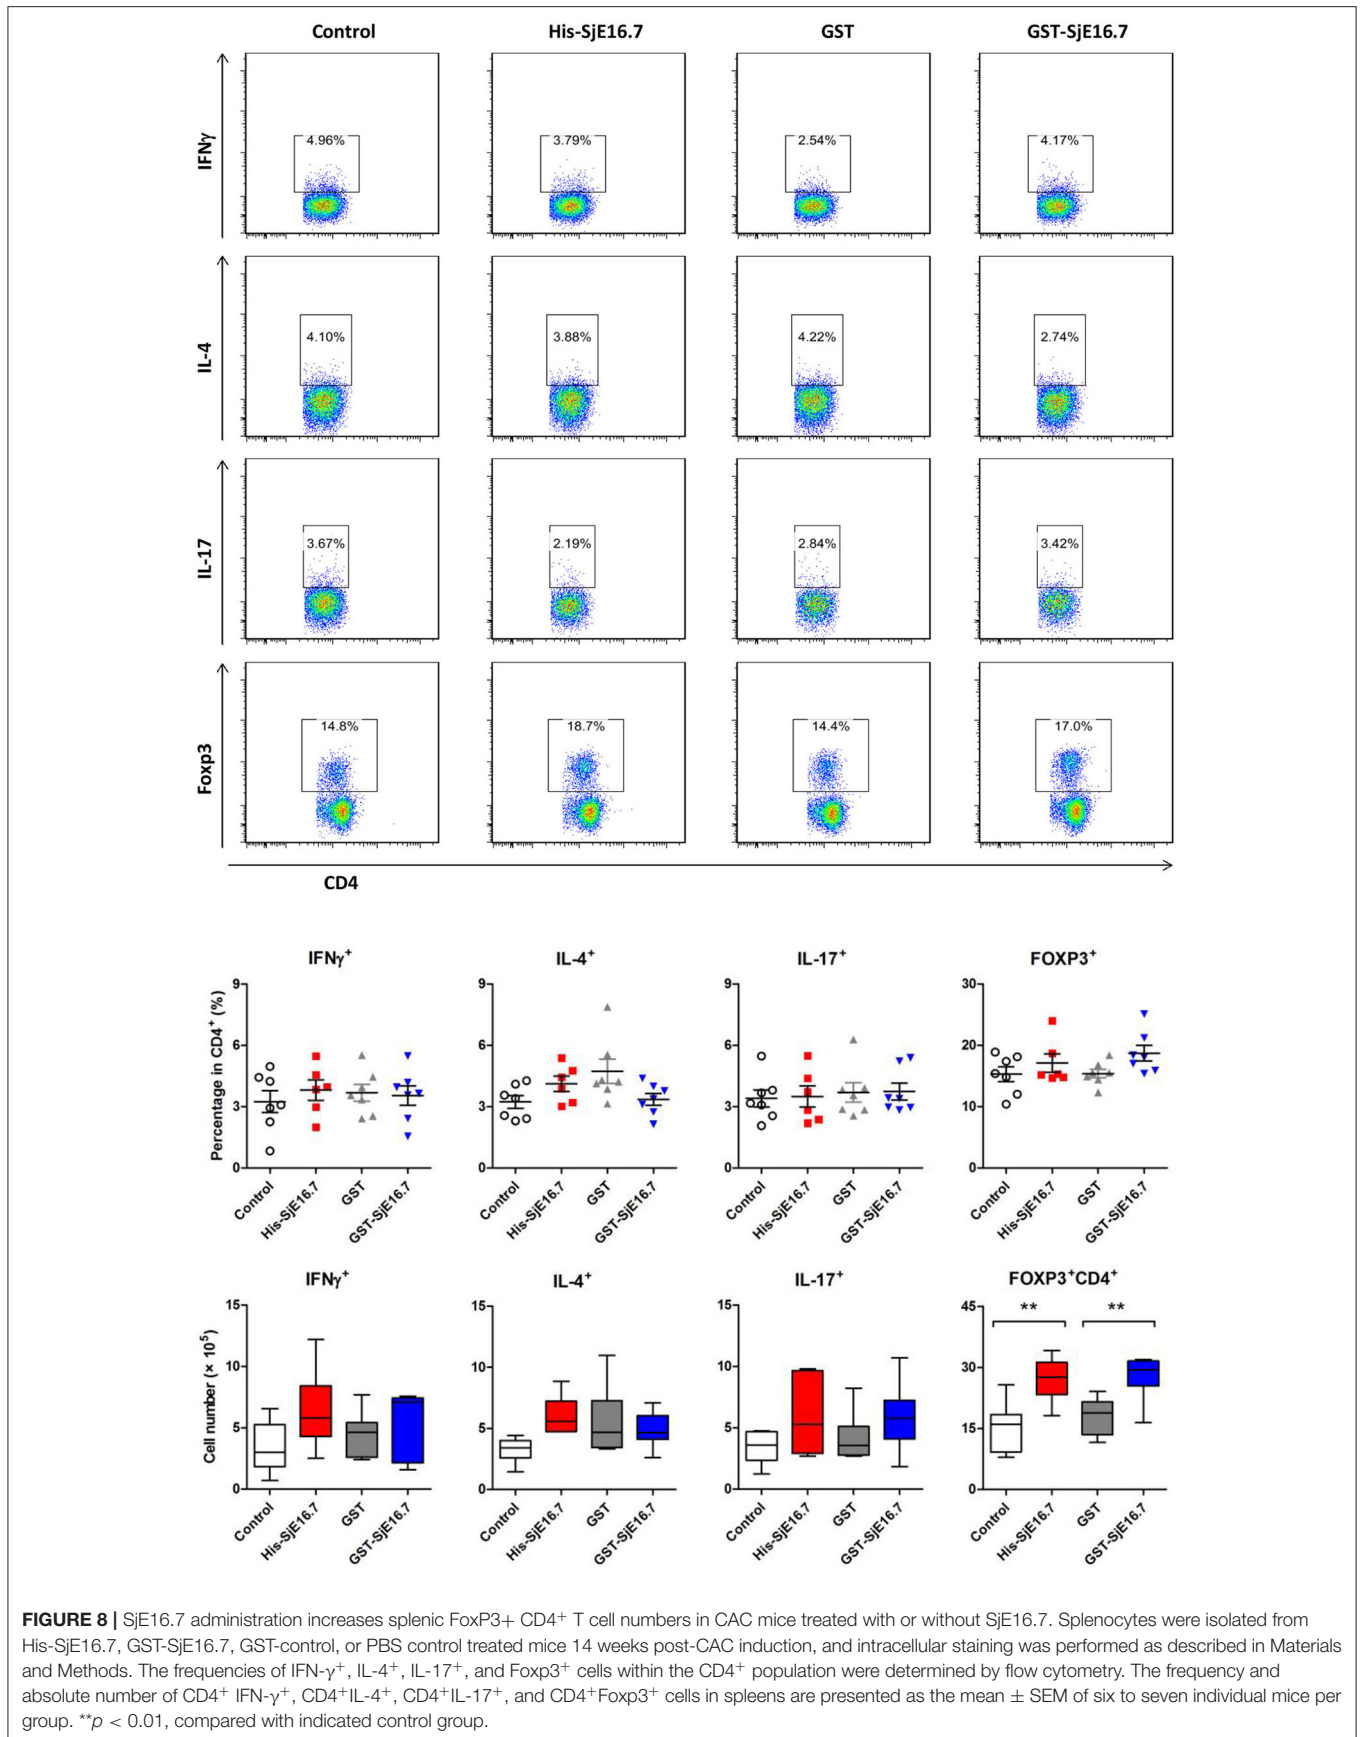 Control His-SjE16.7 GST GST-SjE16.7
IFNγ
4.96% 3.79% 2.54% 4.17%
IL-4
4.10% 3.88% 4.22% 2.74%
IL-17
3.67% 2.19% 2.84% 3.42%
Foxp3
14.8% 18.7% 14.4% 17.0%
CD4
IFNγ⁺ IL-4⁺ IL-17⁺ FOXP3⁺
Percentage in CD4⁺ (%)
9 9 9 30
6 6 6 20
3 3 3 10
0 0 0 0
Control His-SjE16.7 GST GST-SjE16.7 Control His-SjE16.7 GST GST-SjE16.7 Control His-SjE16.7 GST GST-SjE16.7 Control His-SjE16.7 GST GST-SjE16.7
IFNγ⁺ IL-4⁺ IL-17⁺ FOXP3⁺CD4⁺
Cell number (× 10⁵)
15 15 15 45
** **
10 10 10 30
5 5 5 15
0 0 0 0
Control His-SjE16.7 GST GST-SjE16.7 Control His-SjE16.7 GST GST-SjE16.7 Control His-SjE16.7 GST GST-SjE16.7 Control His-SjE16.7 GST GST-SjE16.7
FIGURE 8 | SjE16.7 administration increases splenic FoxP3+ CD4⁺ T cell numbers in CAC mice treated with or without SjE16.7. Splenocytes were isolated from
His-SjE16.7, GST-SjE16.7, GST-control, or PBS control treated mice 14 weeks post-CAC induction, and intracellular staining was performed as described in Materials
and Methods. The frequencies of IFN-γ⁺, IL-4⁺, IL-17⁺, and Foxp3⁺ cells within the CD4⁺ population were determined by flow cytometry. The frequency and
absolute number of CD4⁺ IFN-γ⁺, CD4⁺IL-4⁺, CD4⁺IL-17⁺, and CD4⁺Foxp3⁺ cells in spleens are presented as the mean ± SEM of six to seven individual mice per
group. **p < 0.01, compared with indicated control group.